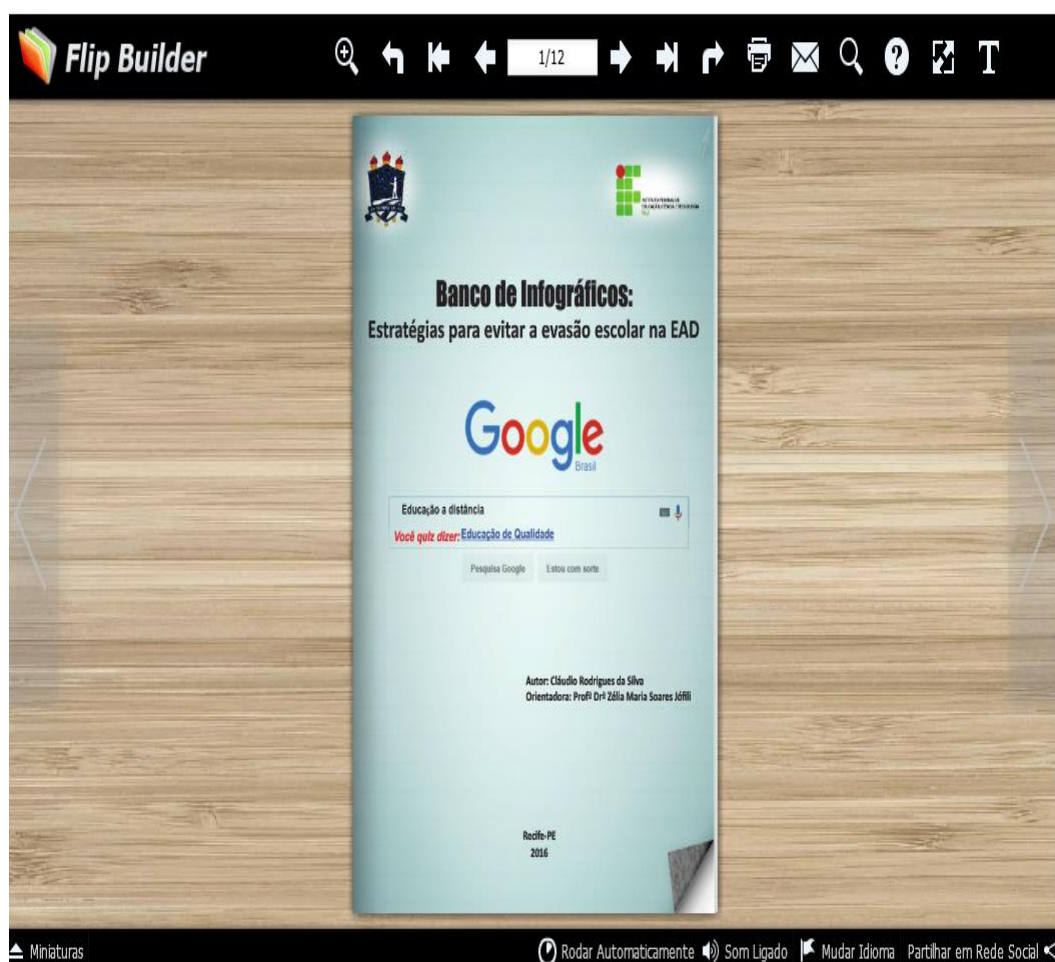 Flip Builder
1/12
T
Banco de Infográficos:
Estratégias para evitar a evasão escolar na EAD
Google
Brasil
Educação a distância
Você quiz dizer: Educação de Qualidade
Pesquisa Google Estou com sorte
Autor: Cláudio Rodrigues da Silva
Orientadora: Profª Drª Zélia Maria Soares Jófili
Recife-PE
2016
Miniaturas
Rodar Automaticamente Som Ligado Mudar Idioma Partilhar em Rede Social